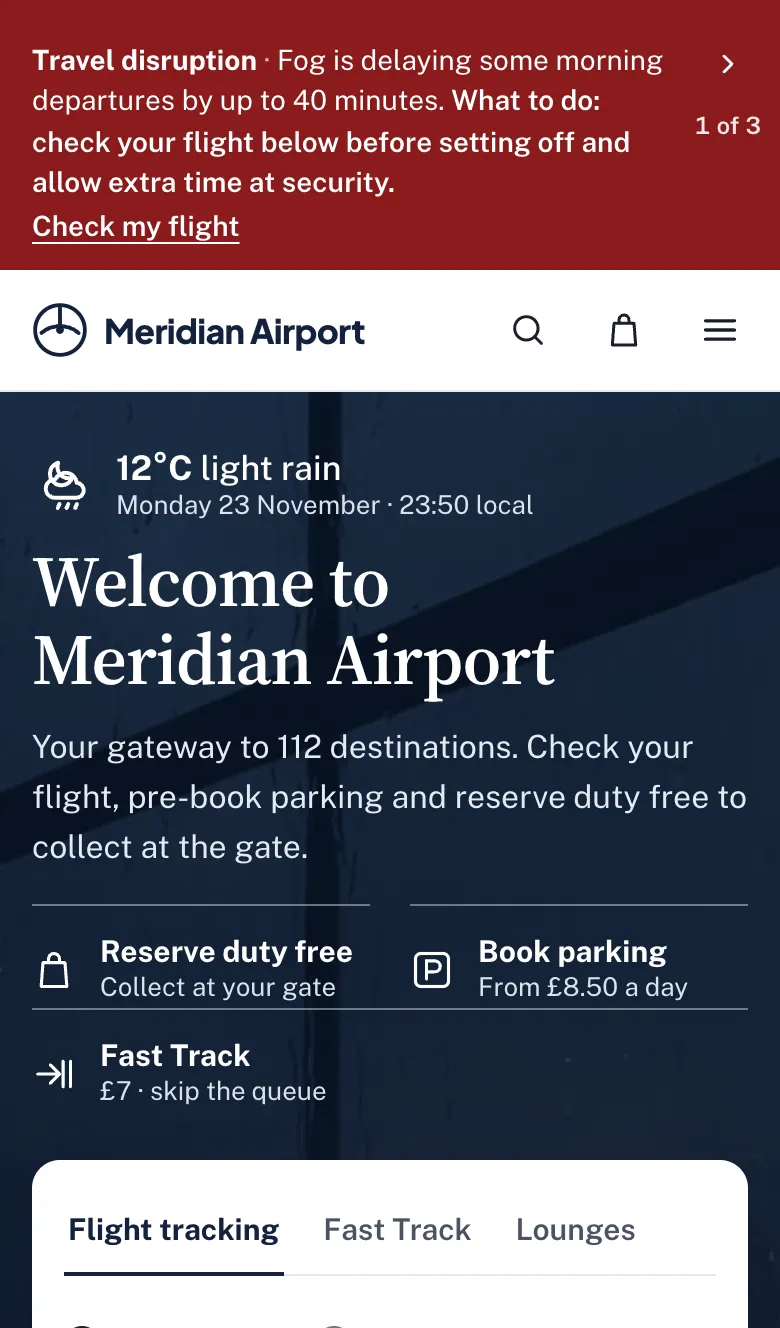 Travel disruption · Fog is delaying some morning
departures by up to 40 minutes. What to do:
check your flight below before setting off and
allow extra time at security.
Check my flight
1 of 3
Meridian Airport
12°C light rain
Monday 23 November · 23:50 local
Welcome to
Meridian Airport
Your gateway to 112 destinations. Check your
flight, pre-book parking and reserve duty free to
collect at the gate.
Reserve duty free
Collect at your gate
P
Book parking
From £8.50 a day
Fast Track
£7 · skip the queue
Flight tracking
Fast Track
Lounges